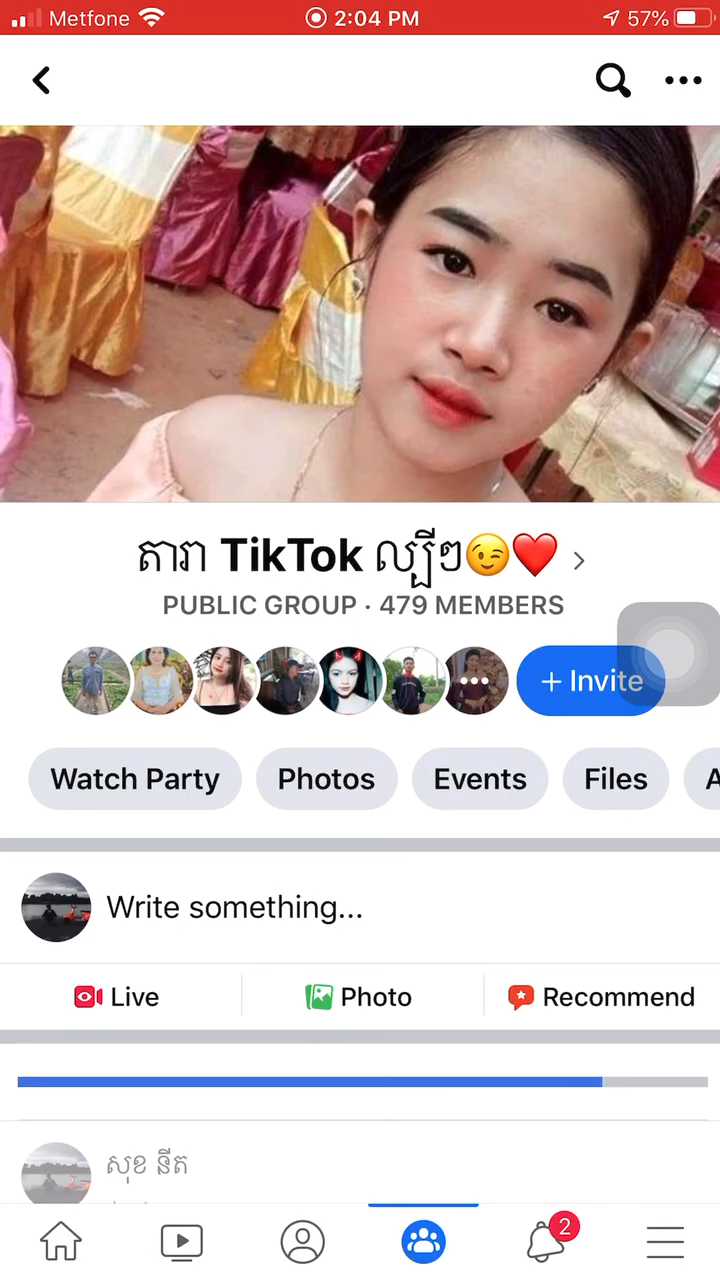 Metfone 2:04 PM 57%
តារា TikTok ល្បីៗ😉❤️ >
PUBLIC GROUP · 479 MEMBERS
+ Invite
Watch Party Photos Events Files A
Write something...
Live Photo Recommend
សុខ នីត
2